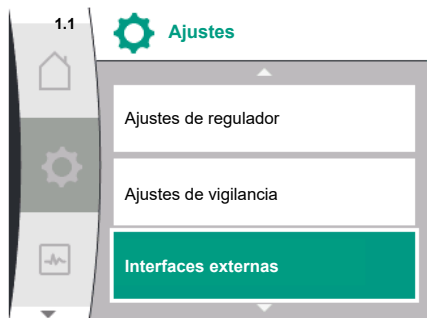 1.1
Ajustes
Ajustes de regulador
Ajustes de vigilancia
Interfaces externas